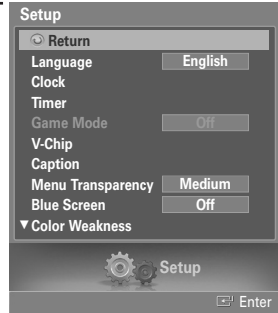 Setup
Return
Language English
Clock
Timer
Game Mode Off
V-Chip
Caption
Menu Transparency Medium
Blue Screen Off
▼ Color Weakness
Setup
Enter